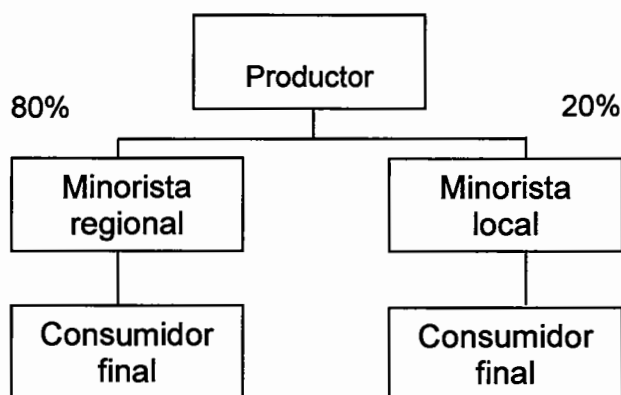 Productor
80%
20%
Minorista
regional
Minorista
local
Consumidor
final
Consumidor
final